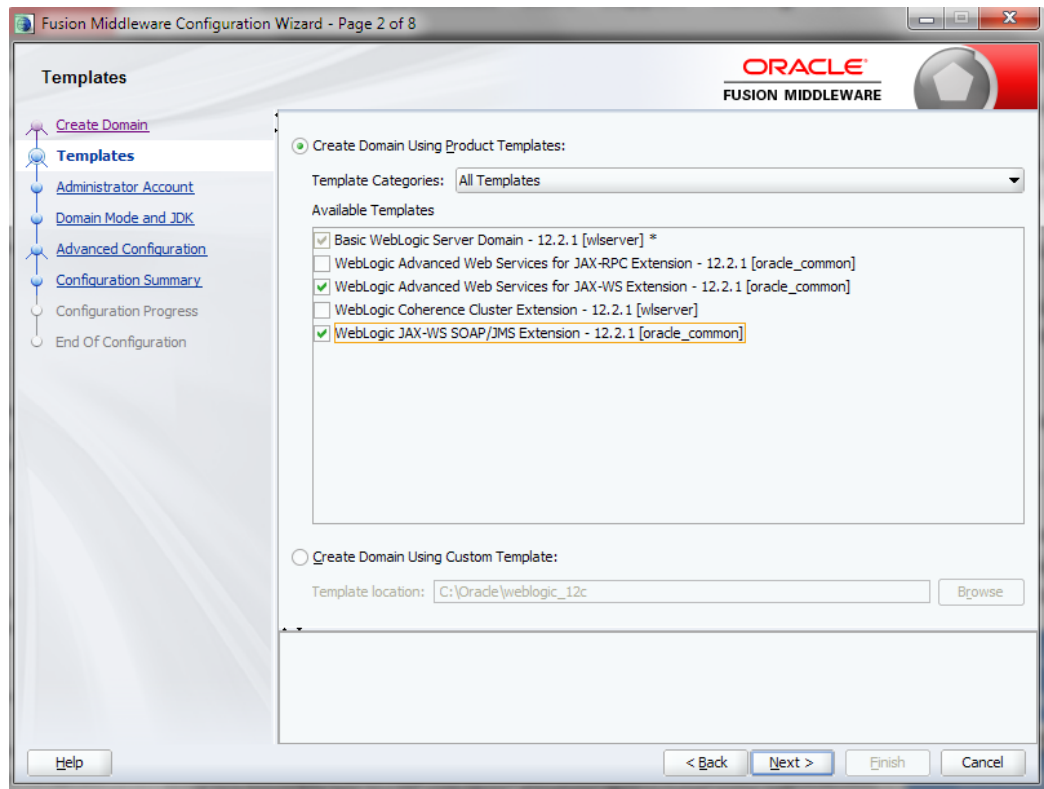 Fusion Middleware Configuration Wizard - Page 2 of 8
Templates
ORACLE
FUSION MIDDLEWARE
Create Domain
Templates
Administrator Account
Domain Mode and JDK
Advanced Configuration
Configuration Summary
Configuration Progress
End Of Configuration
Create Domain Using Product Templates:
Template Categories: All Templates
Available Templates
Basic WebLogic Server Domain - 12.2.1 [wlserver] *
WebLogic Advanced Web Services for JAX-RPC Extension - 12.2.1 [oracle_common]
WebLogic Advanced Web Services for JAX-WS Extension - 12.2.1 [oracle_common]
WebLogic Coherence Cluster Extension - 12.2.1 [wlserver]
WebLogic JAX-WS SOAP/JMS Extension - 12.2.1 [oracle_common]
Create Domain Using Custom Template:
Template location: C:\Oracle\weblogic_12c Browse
Help < Back Next > Finish Cancel